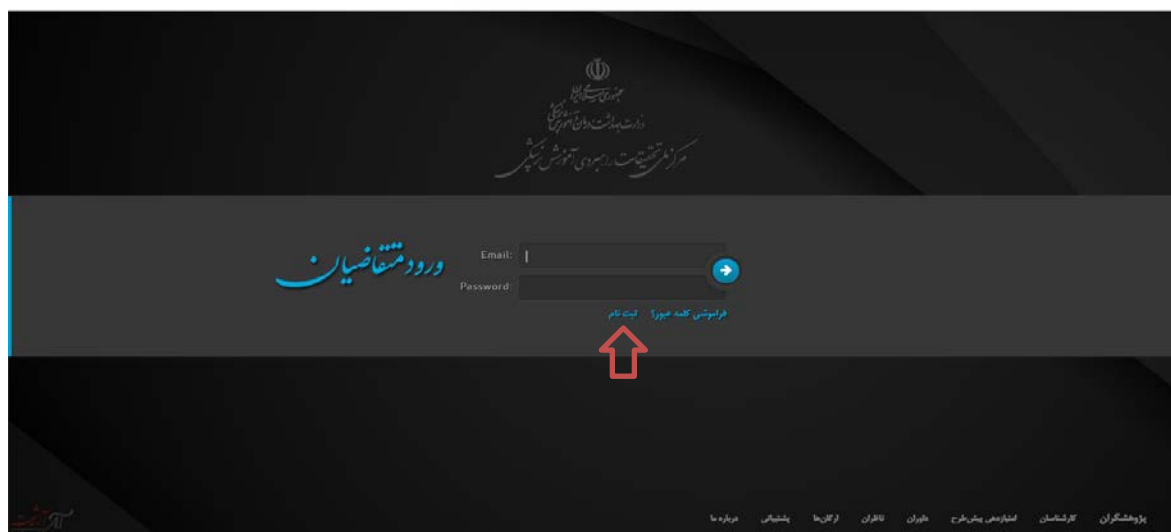 جمهوری اسلامی ایران
وزارت بهداشت درمان و آموزش پزشکی
مرکز ملی تحقیقات راهبردی آموزش پزشکی
ورود متقاضیان
Email:
Password:
فراموشی کلمه عبور؟ ثبت نام
پژوهشگران کارشناسان امتیازدهی پیش‌طرح داوران ناظران ارگان‌ها پشتیبانی درباره ما